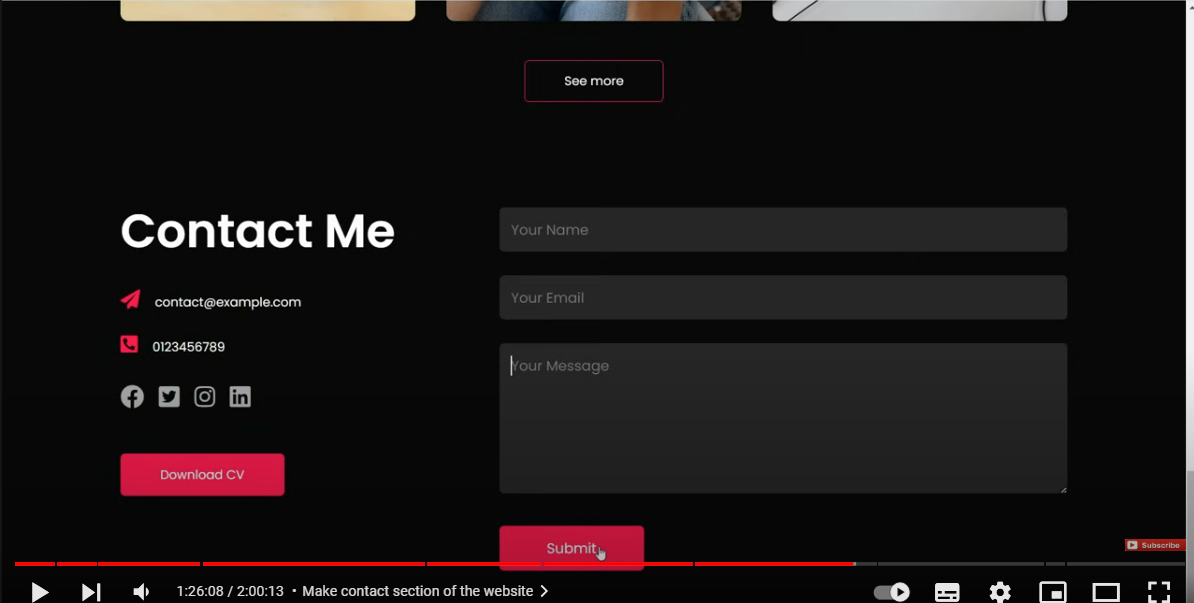 See more
Contact Me
contact@example.com
0123456789
Download CV
Your Name
Your Email
Your Message
Submit
Subscribe
1:26:08 / 2:00:13 • Make contact section of the website